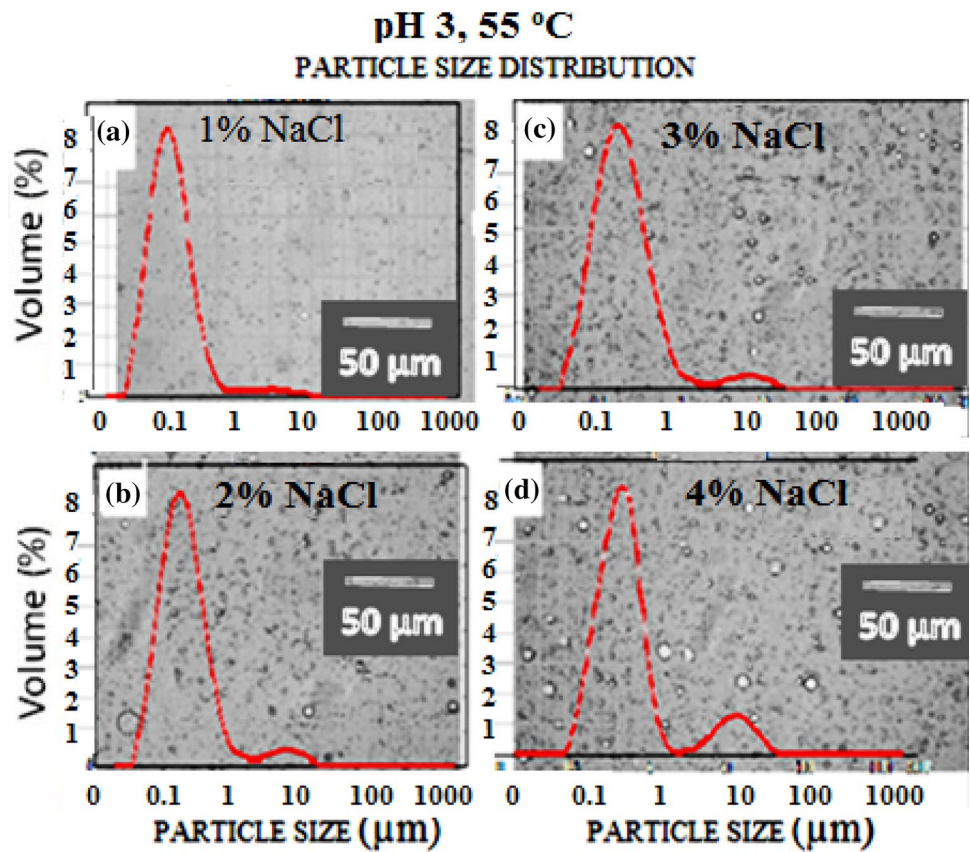 pH 3, 55 ºC
PARTICLE SIZE DISTRIBUTION
(a) 1% NaCl
Volume (%)
8
7
6
5
4
3
2
1
50 µm
0 0.1 1 10 100 1000
(c) 3% NaCl
8
7
6
5
4
3
2
1
50 µm
0 0.1 1 10 100 1000
(b) 2% NaCl
Volume (%)
8
7
6
5
4
3
2
1
50 µm
0 0.1 1 10 100 1000
PARTICLE SIZE (µm)
(d) 4% NaCl
8
7
6
5
4
3
2
1
50 µm
0 0.1 1 10 100 1000
PARTICLE SIZE (µm)